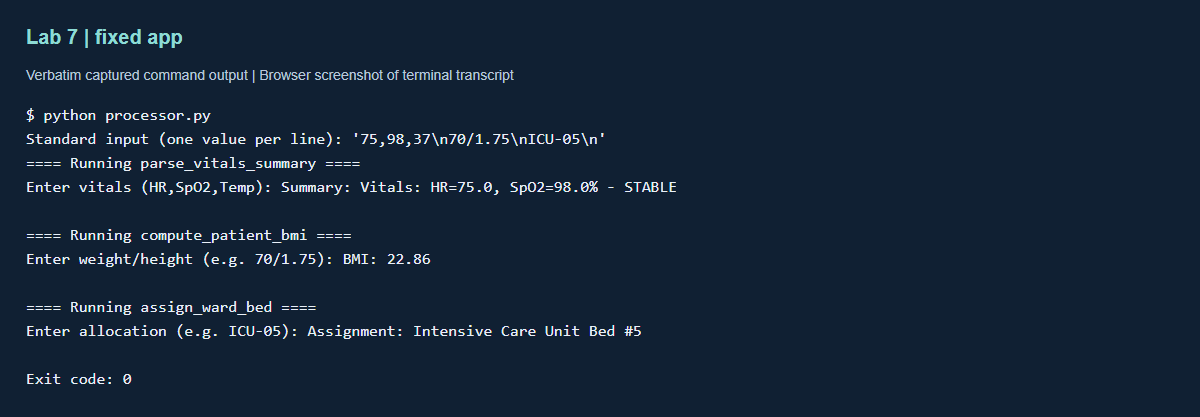 Lab 7 | fixed app
Verbatim captured command output | Browser screenshot of terminal transcript
$ python processor.py
Standard input (one value per line): '75,98,37\n70/1.75\nICU-05\n'
==== Running parse_vitals_summary ====
Enter vitals (HR,SpO2,Temp): Summary: Vitals: HR=75.0, SpO2=98.0% - STABLE
==== Running compute_patient_bmi ====
Enter weight/height (e.g. 70/1.75): BMI: 22.86
==== Running assign_ward_bed ====
Enter allocation (e.g. ICU-05): Assignment: Intensive Care Unit Bed #5
Exit code: 0